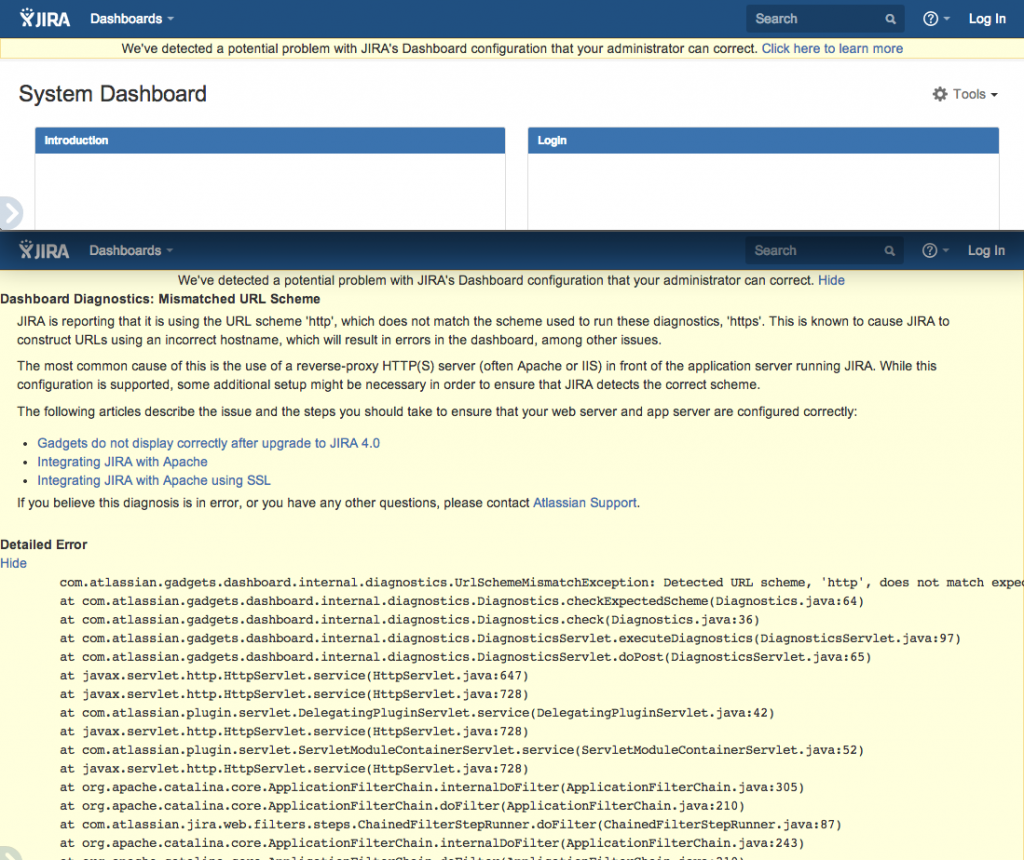 JIRA Dashboards Search Log In
We've detected a potential problem with JIRA's Dashboard configuration that your administrator can correct. Click here to learn more
System Dashboard Tools
Introduction Login
JIRA Dashboards Search Log In
We've detected a potential problem with JIRA's Dashboard configuration that your administrator can correct. Hide
Dashboard Diagnostics: Mismatched URL Scheme
JIRA is reporting that it is using the URL scheme 'http', which does not match the scheme used to run these diagnostics, 'https'. This is known to cause JIRA to
construct URLs using an incorrect hostname, which will result in errors in the dashboard, among other issues.
The most common cause of this is the use of a reverse-proxy HTTP(S) server (often Apache or IIS) in front of the application server running JIRA. While this
configuration is supported, some additional setup might be necessary in order to ensure that JIRA detects the correct scheme.
The following articles describe the issue and the steps you should take to ensure that your web server and app server are configured correctly:
• Gadgets do not display correctly after upgrade to JIRA 4.0
• Integrating JIRA with Apache
• Integrating JIRA with Apache using SSL
If you believe this diagnosis is in error, or you have any other questions, please contact Atlassian Support.
Detailed Error
Hide
com.atlassian.gadgets.dashboard.internal.diagnostics.UrlSchemeMismatchException: Detected URL scheme, 'http', does not match
at com.atlassian.gadgets.dashboard.internal.diagnostics.Diagnostics.checkExpectedScheme(Diagnostics.java:64)
at com.atlassian.gadgets.dashboard.internal.diagnostics.Diagnostics.check(Diagnostics.java:36)
at com.atlassian.gadgets.dashboard.internal.diagnostics.DiagnosticsServlet.executeDiagnostics(DiagnosticsServlet.java:97)
at com.atlassian.gadgets.dashboard.internal.diagnostics.DiagnosticsServlet.doPost(DiagnosticsServlet.java:65)
at javax.servlet.http.HttpServlet.service(HttpServlet.java:647)
at javax.servlet.http.HttpServlet.service(HttpServlet.java:728)
at com.atlassian.plugin.servlet.DelegatingPluginServlet.service(DelegatingPluginServlet.java:42)
at javax.servlet.http.HttpServlet.service(HttpServlet.java:728)
at com.atlassian.plugin.servlet.ServletModuleContainerServlet.service(ServletModuleContainerServlet.java:52)
at javax.servlet.http.HttpServlet.service(HttpServlet.java:728)
at org.apache.catalina.core.ApplicationFilterChain.internalDoFilter(ApplicationFilterChain.java:305)
at org.apache.catalina.core.ApplicationFilterChain.doFilter(ApplicationFilterChain.java:210)
at com.atlassian.jira.web.filters.steps.ChainedFilterStepRunner.doFilter(ChainedFilterStepRunner.java:87)
at org.apache.catalina.core.ApplicationFilterChain.internalDoFilter(ApplicationFilterChain.java:243)